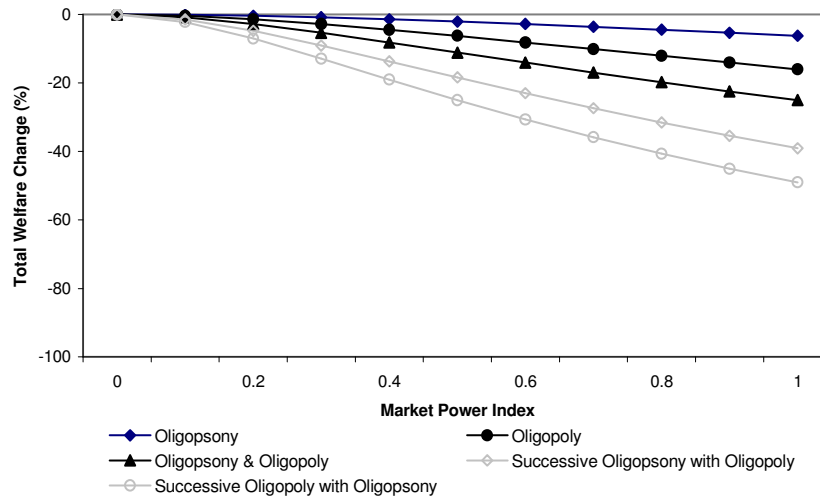 0
-20
-40
-60
-80
-100
Total Welfare Change (%)
0 0.2 0.4 0.6 0.8 1
Market Power Index
Oligopsony
Oligopoly
Oligopsony & Oligopoly
Successive Oligopsony with Oligopoly
Successive Oligopoly with Oligopsony